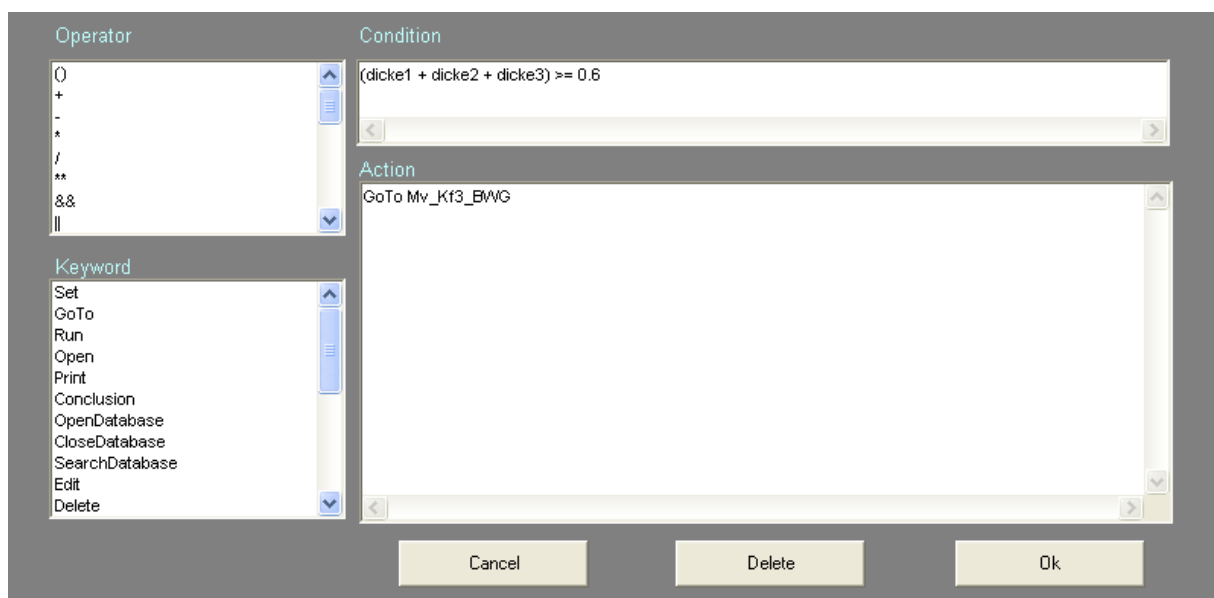 Operator
()
+
-
*
/
**
&&
||
Keyword
Set
GoTo
Run
Open
Print
Conclusion
OpenDatabase
CloseDatabase
SearchDatabase
Edit
Delete
Condition
(dicke1 + dicke2 + dicke3) >= 0.6
Action
GoTo Mv_Kf3_BWG
Cancel
Delete
Ok